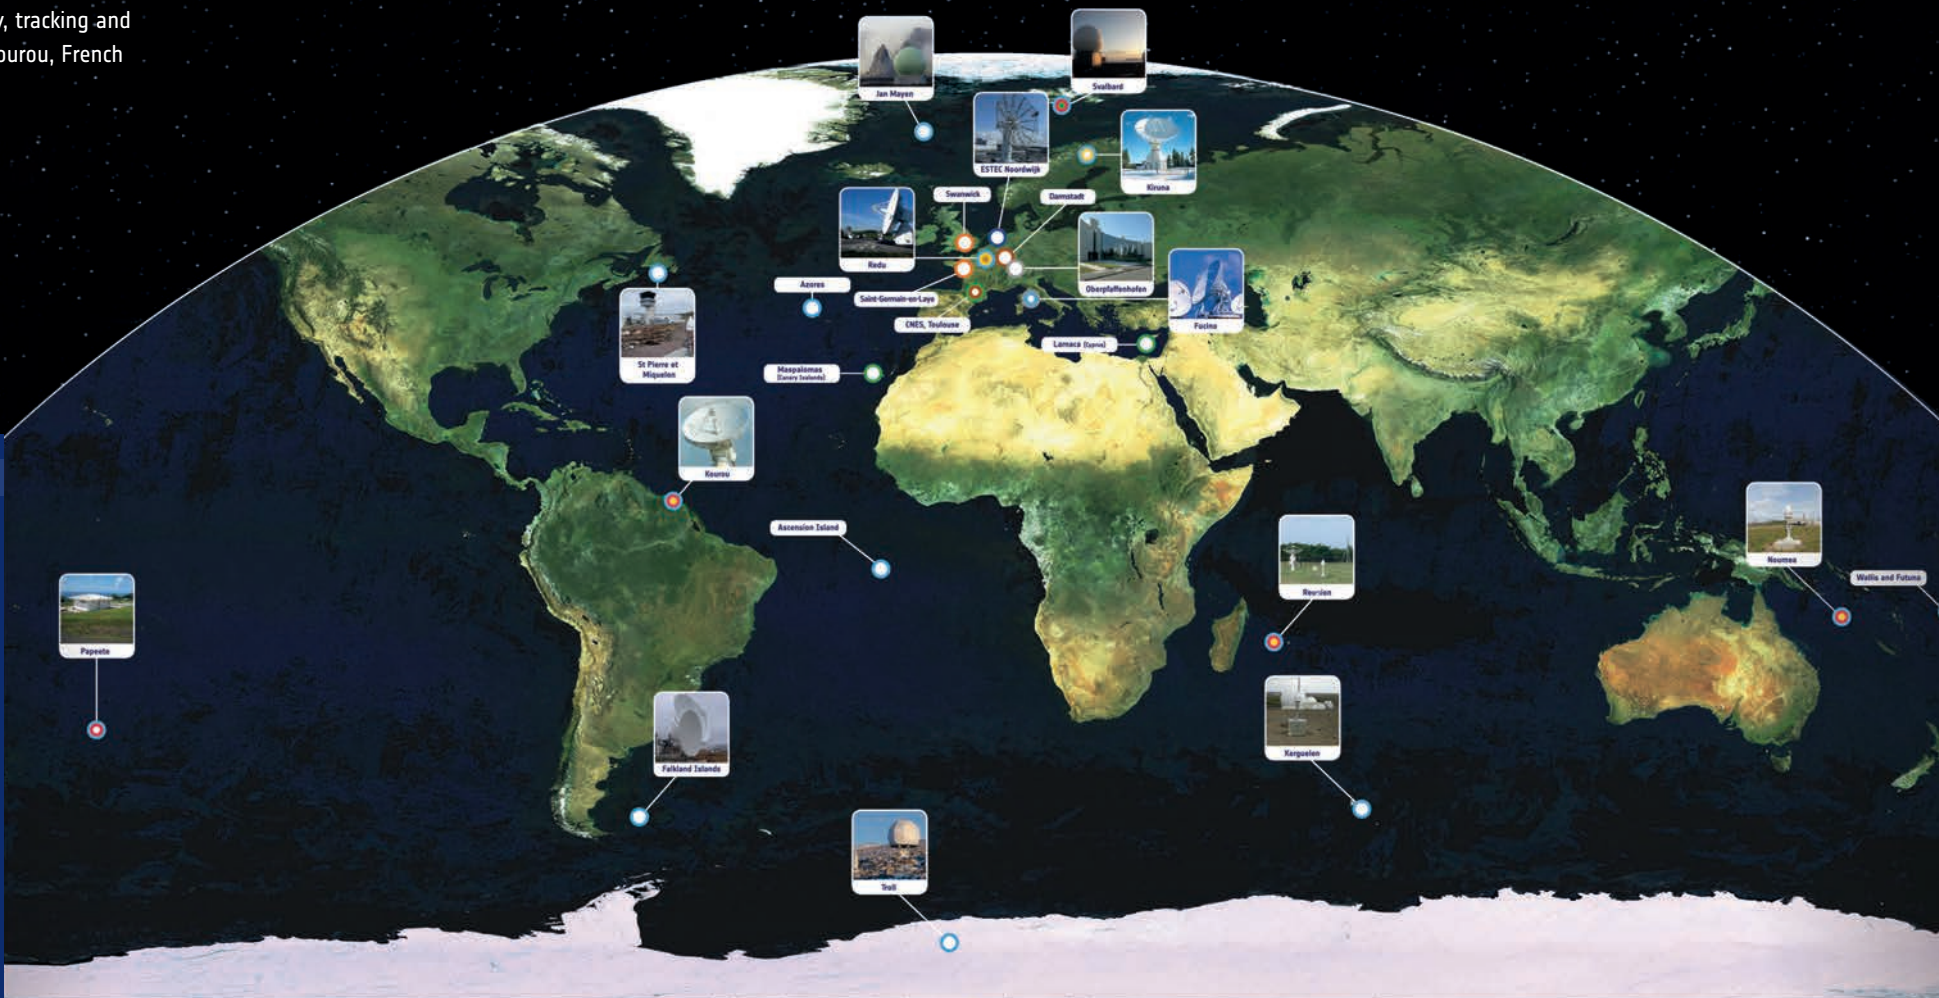 , tracking and
ourou, French
Jan Mayen
Svalbard
ESTEC Noordwijk
Kiruna
Swanwick
Darmstadt
Redu
Oberpfaffenhofen
Azores
Saint-Germain-en-Laye
Fucino
CNES, Toulouse
Larnaca (Cyprus)
St Pierre et
Miquelon
Maspalomas
Kourou
Ascension Island
Noumea
Wallis and Futuna
Reunion
Papeete
Kerguelen
Falkland Islands
Troll